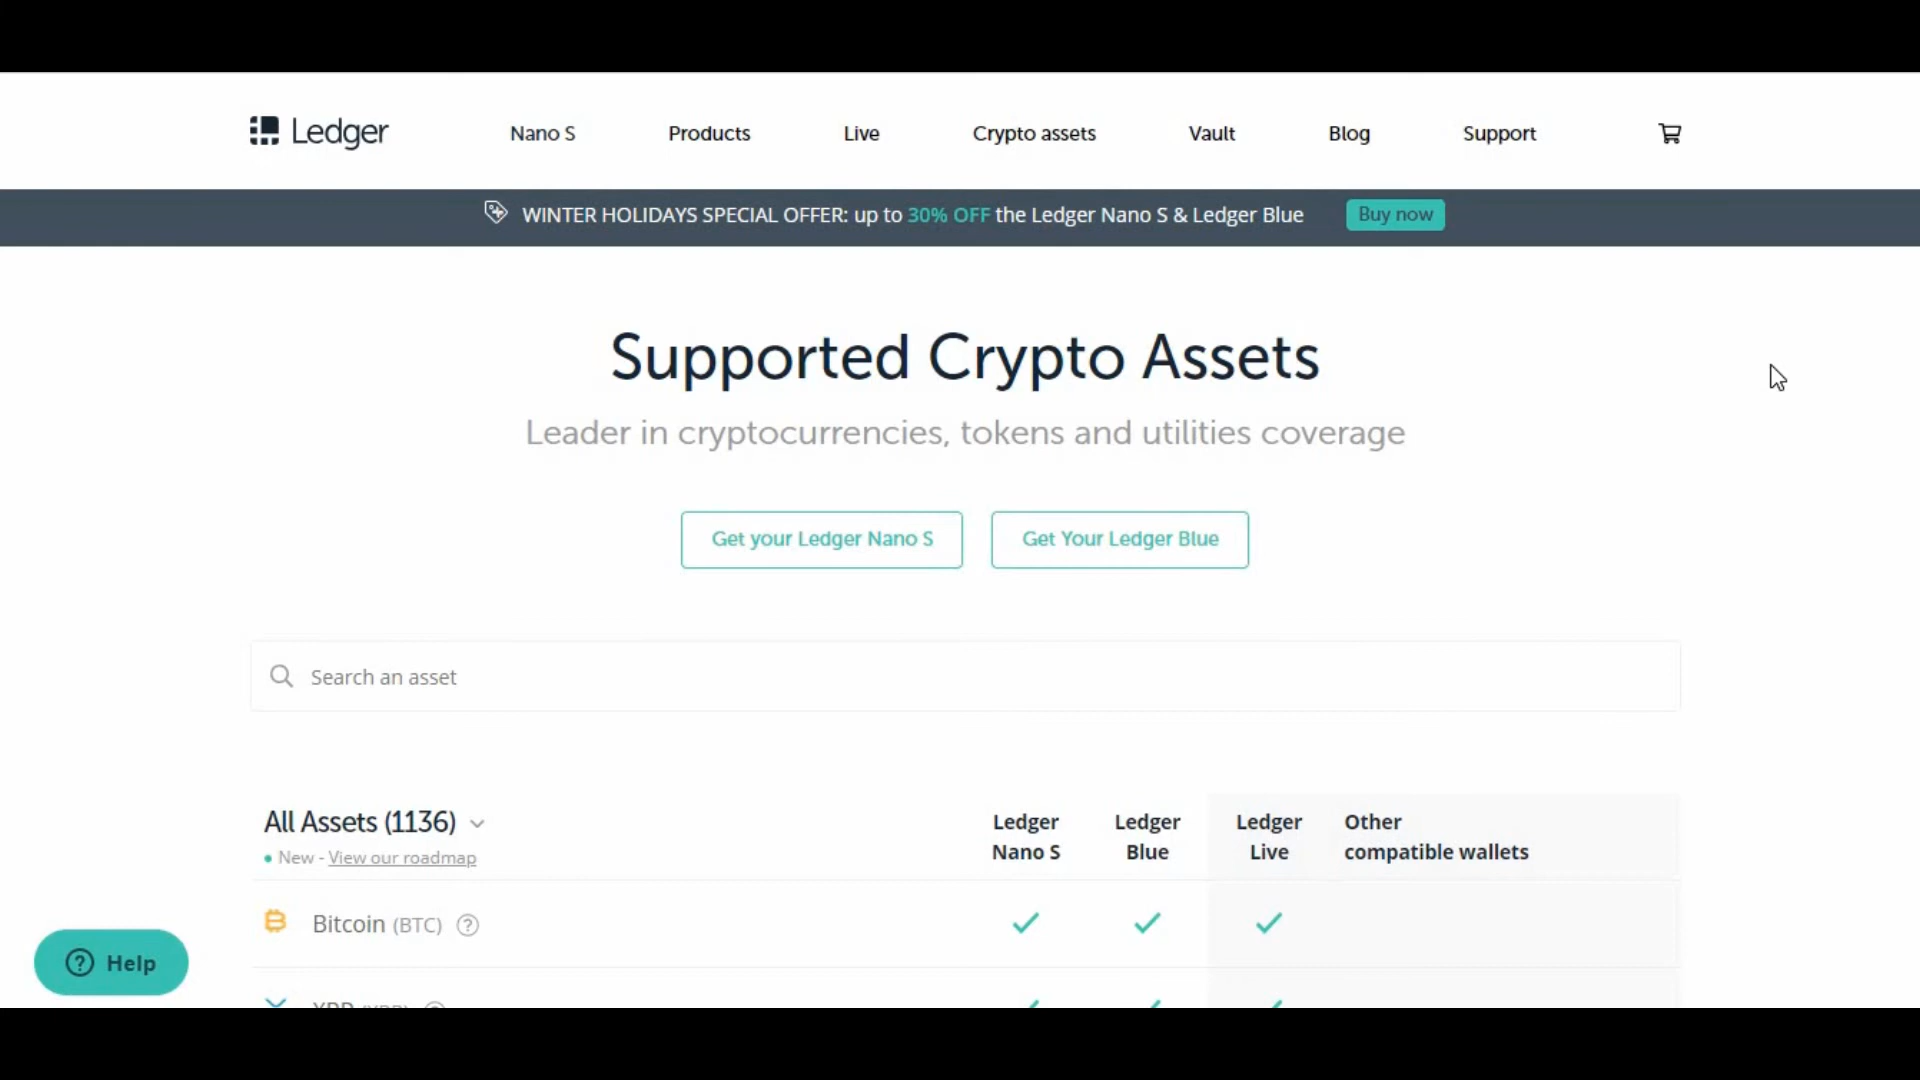 Ledger
Nano S
Products
Live
Crypto assets
Vault
Blog
Support
WINTER HOLIDAYS SPECIAL OFFER: up to 30% OFF the Ledger Nano S & Ledger Blue
Buy now
Supported Crypto Assets
Leader in cryptocurrencies, tokens and utilities coverage
Get your Ledger Nano S
Get Your Ledger Blue
Search an asset
All Assets (1136)
New - View our roadmap
Ledger
Nano S
Ledger
Blue
Ledger
Live
Other
compatible wallets
Bitcoin (BTC)
XRP (XRP)
Help